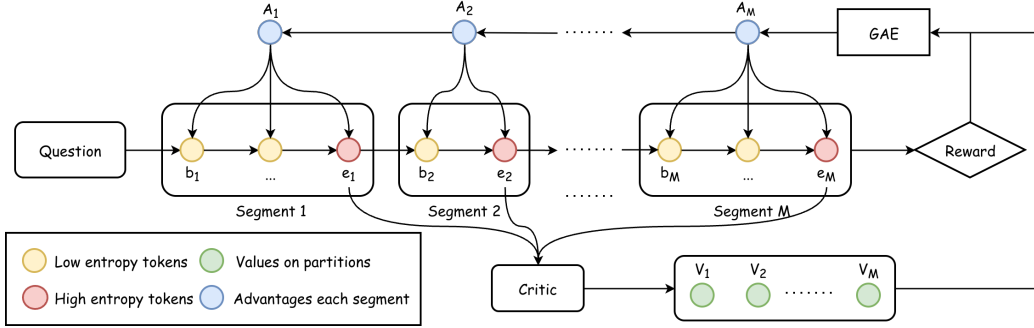 A1
A2
.......
AM
GAE
Question
b1
...
e1
b2
e2
.......
bM
...
eM
Reward
Segment 1
Segment 2
.......
Segment M
Low entropy tokens
Values on partitions
High entropy tokens
Advantages each segment
Critic
V1
V2
.......
VM